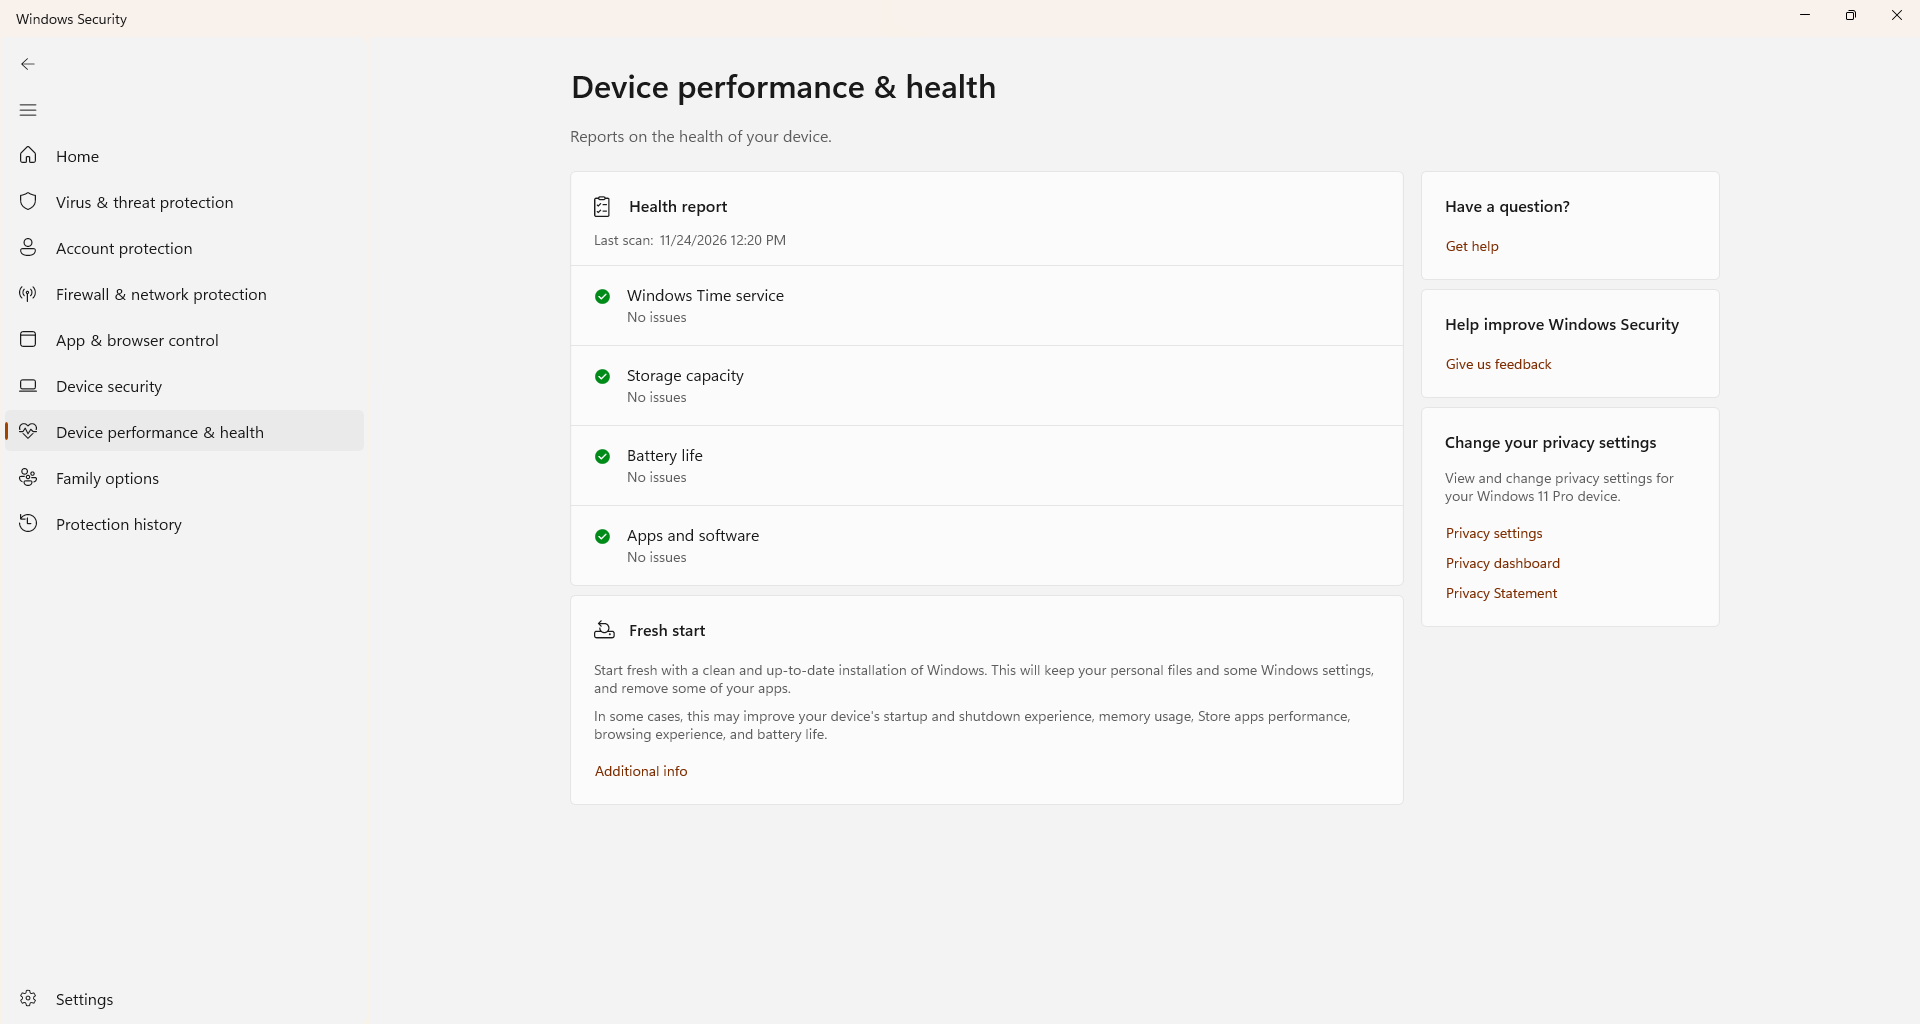 Windows Security
Home
Virus & threat protection
Account protection
Firewall & network protection
App & browser control
Device security
Device performance & health
Family options
Protection history
Settings
Device performance & health
Reports on the health of your device.
Health report
Last scan: 11/24/2026 12:20 PM
Windows Time service
No issues
Storage capacity
No issues
Battery life
No issues
Apps and software
No issues
Fresh start
Start fresh with a clean and up-to-date installation of Windows. This will keep your personal files and some Windows settings,
and remove some of your apps.
In some cases, this may improve your device's startup and shutdown experience, memory usage, Store apps performance,
browsing experience, and battery life.
Additional info
Have a question?
Get help
Help improve Windows Security
Give us feedback
Change your privacy settings
View and change privacy settings for
your Windows 11 Pro device.
Privacy settings
Privacy dashboard
Privacy Statement